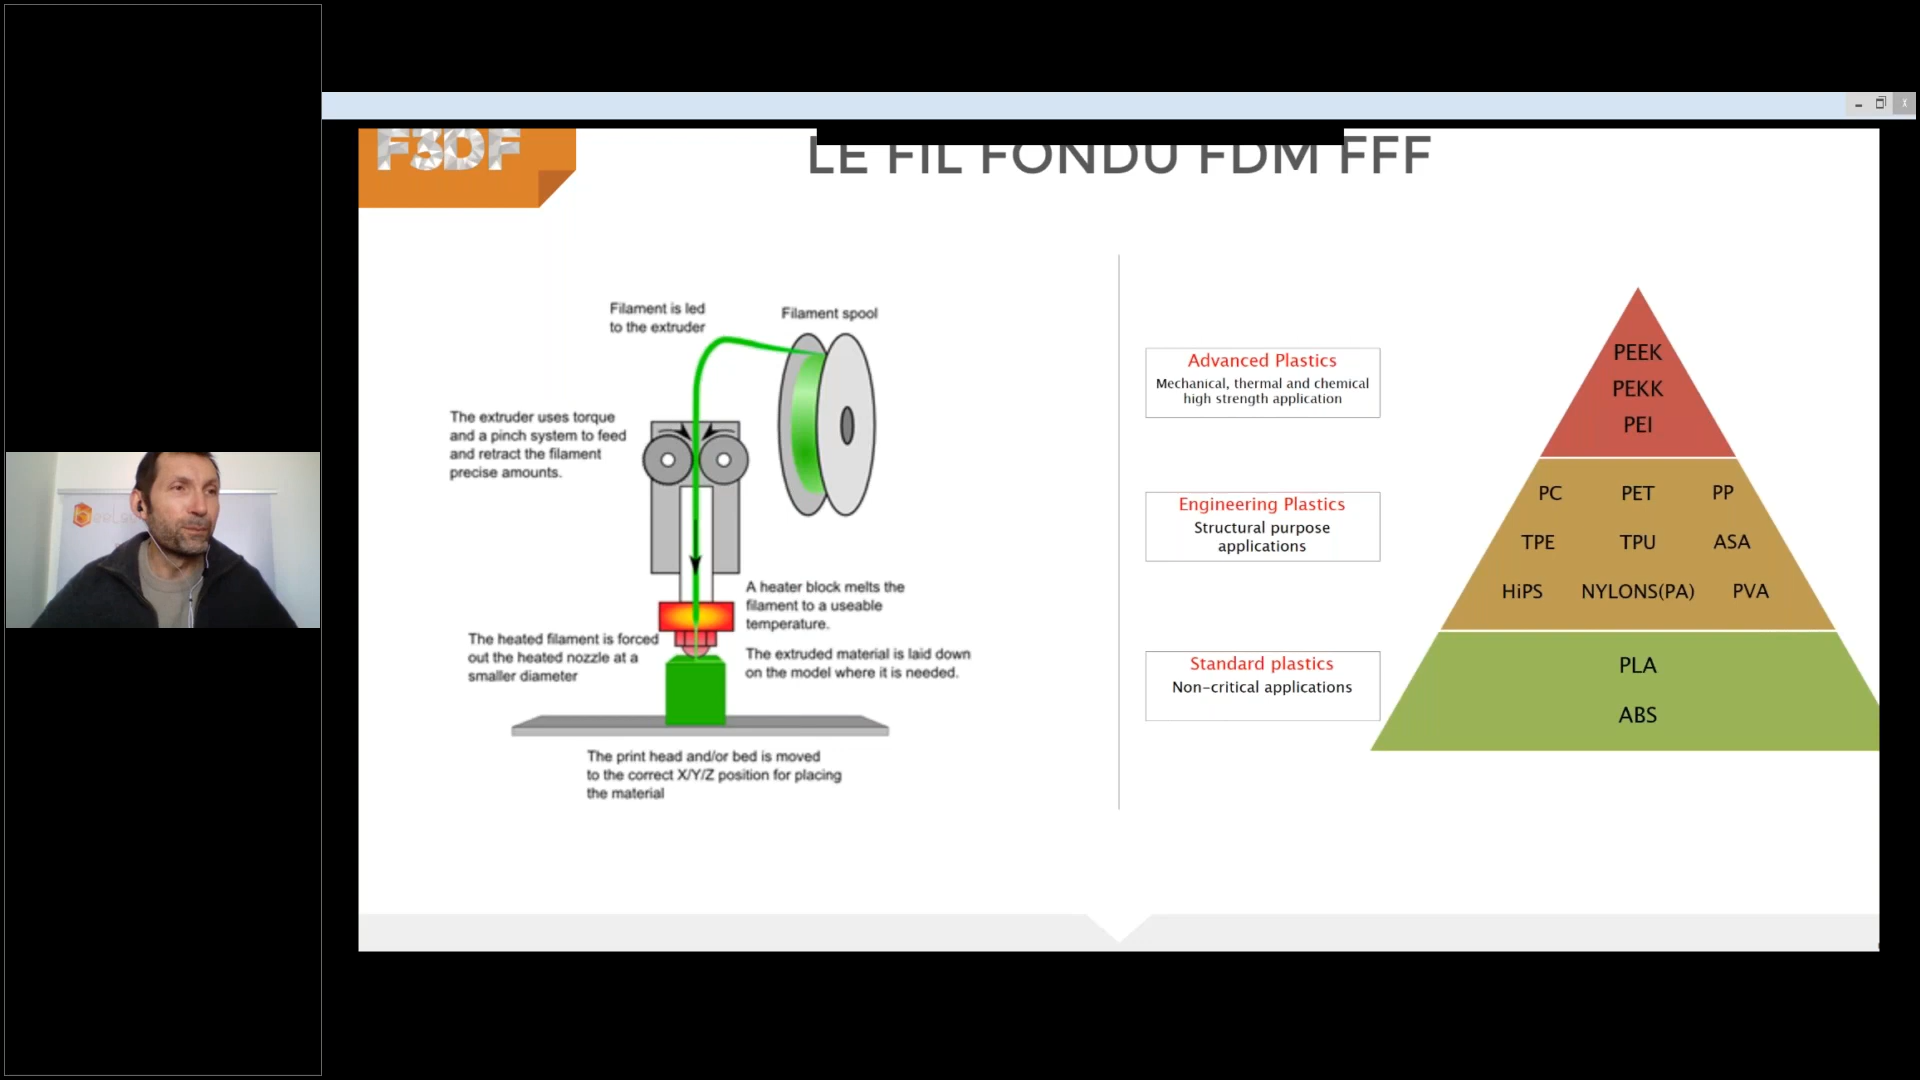 F3DF
LE FIL FONDU FDM FFF
Filament is led
to the extruder
Filament spool
The extruder uses torque
and a pinch system to feed
and retract the filament
precise amounts.
A heater block melts the
filament to a useable
temperature.
The heated filament is forced
out the heated nozzle at a
smaller diameter
The extruded material is laid down
on the model where it is needed.
The print head and/or bed is moved
to the correct X/Y/Z position for placing
the material
Advanced Plastics
Mechanical, thermal and chemical
high strength application
Engineering Plastics
Structural purpose
applications
Standard plastics
Non-critical applications
PEEK
PEKK
PEI
PC PET PP
TPE TPU ASA
HiPS NYLONS(PA) PVA
PLA
ABS